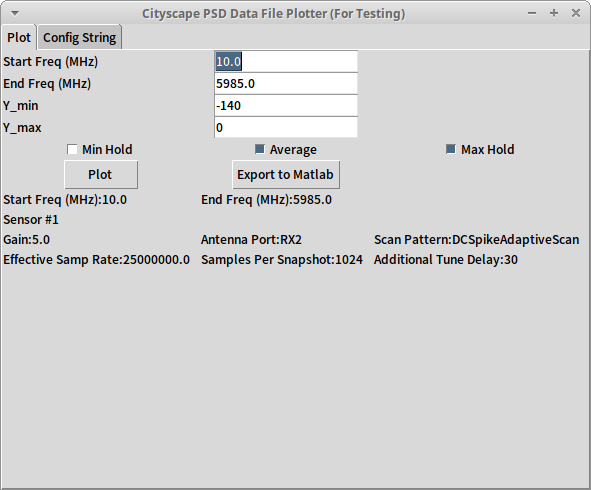 Cityscape PSD Data File Plotter (For Testing)
Plot Config String
Start Freq (MHz) 10.0
End Freq (MHz) 5985.0
Y_min -140
Y_max 0
Min Hold Average Max Hold
Plot Export to Matlab
Start Freq (MHz):10.0 End Freq (MHz):5985.0
Sensor #1
Gain:5.0 Antenna Port:RX2 Scan Pattern:DCSpikeAdaptiveScan
Effective Samp Rate:25000000.0 Samples Per Snapshot:1024 Additional Tune Delay:30